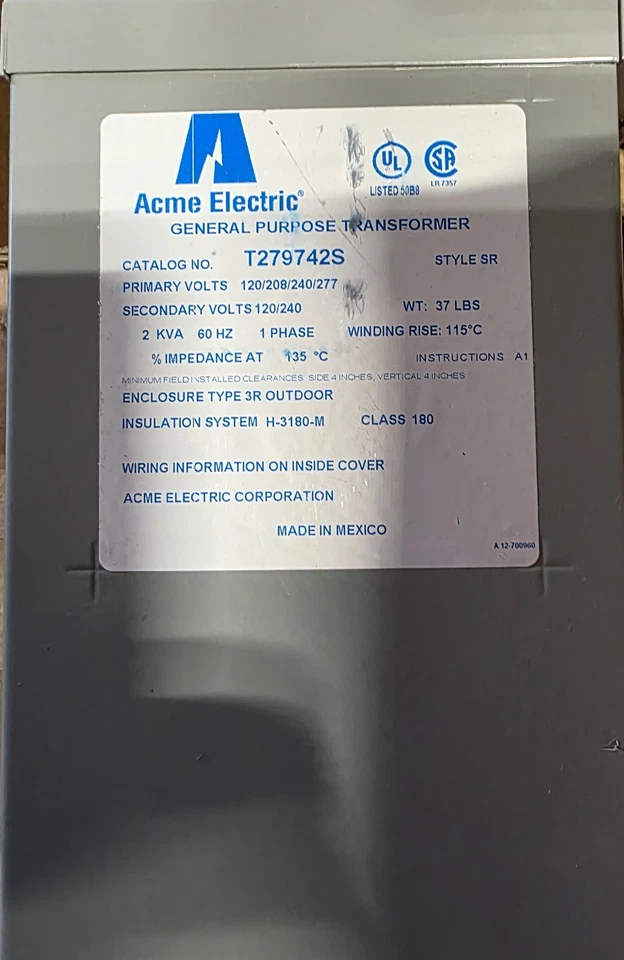 UL
SA
LISTED 50B8
LR7357
Acme Electric®
GENERAL PURPOSE TRANSFORMER
CATALOG NO. T279742S STYLE SR
PRIMARY VOLTS 120/208/240/277
SECONDARY VOLTS 120/240 WT: 37 LBS
2 KVA 60 HZ 1 PHASE WINDING RISE: 115°C
% IMPEDANCE AT 135 °C INSTRUCTIONS A1
MINIMUM FIELD INSTALLED CLEARANCES SIDE 4 INCHES, VERTICAL 4 INCHES
ENCLOSURE TYPE 3R OUTDOOR
INSULATION SYSTEM H-3180-M CLASS 180
WIRING INFORMATION ON INSIDE COVER
ACME ELECTRIC CORPORATION
MADE IN MEXICO
A 12-700960